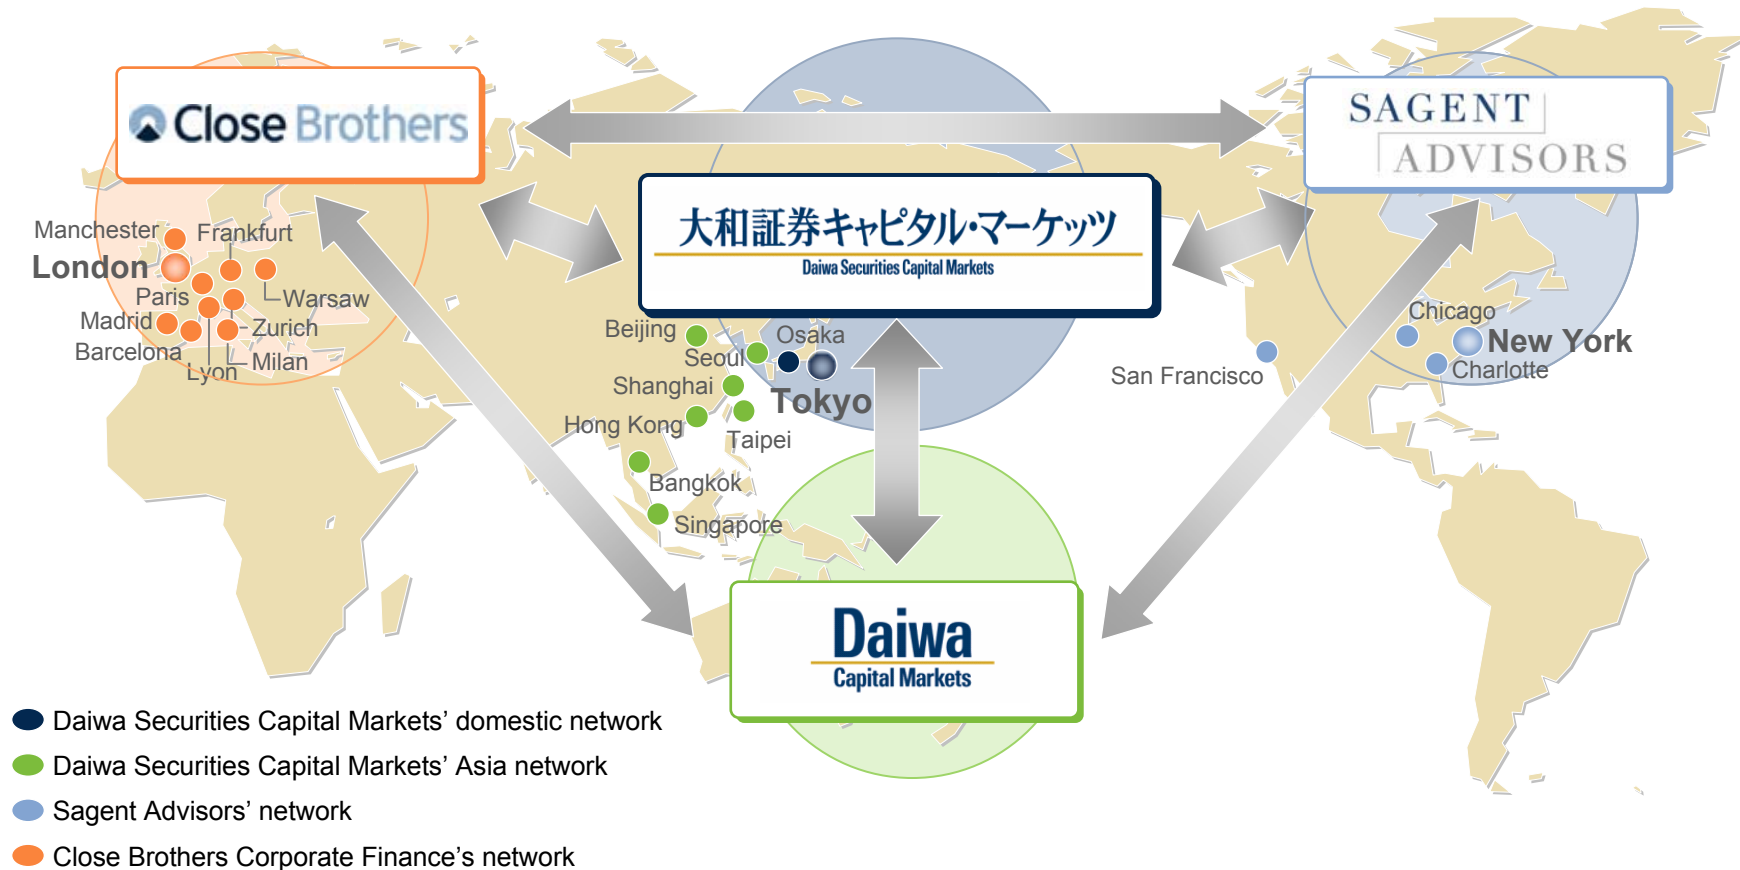 Close Brothers
SAGENT
ADVISORS
大和証券キャピタル・マーケッツ
Daiwa Securities Capital Markets
Manchester
Frankfurt
London
Paris
Warsaw
Madrid
Zurich
Barcelona
Milan
Lyon
Beijing
Osaka
Seoul
Shanghai
Tokyo
Hong Kong
Taipei
Bangkok
Singapore
Chicago
New York
San Francisco
Charlotte
Daiwa
Capital Markets
Daiwa Securities Capital Markets’ domestic network
Daiwa Securities Capital Markets’ Asia network
Sagent Advisors’ network
Close Brothers Corporate Finance’s network